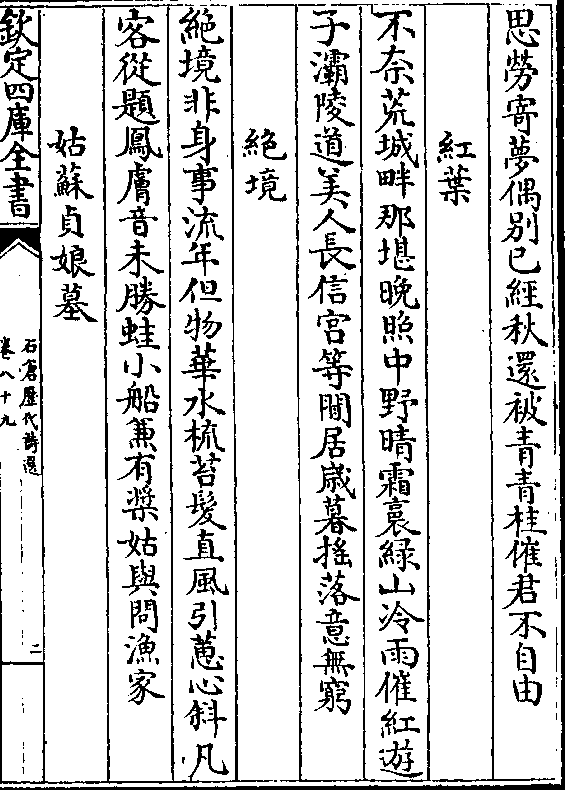 思勞寄夢偶别已經秋還被青青桂催君不自由
紅葉
不奈荒城畔那堪晚照中野晴霜裛綠山冷雨催紅遊
子灞陵道美人長信宫等閒居歳暮摇落意無窮
絶境
絶境非身事流年但物華水梳苔髪直風引蕙心斜凡
客從題鳳膚音未勝蛙小船兼有槳姑與問漁家
姑蘇貞娘墓
欽定四庫全書
石倉歴代詩選
卷八十九
二